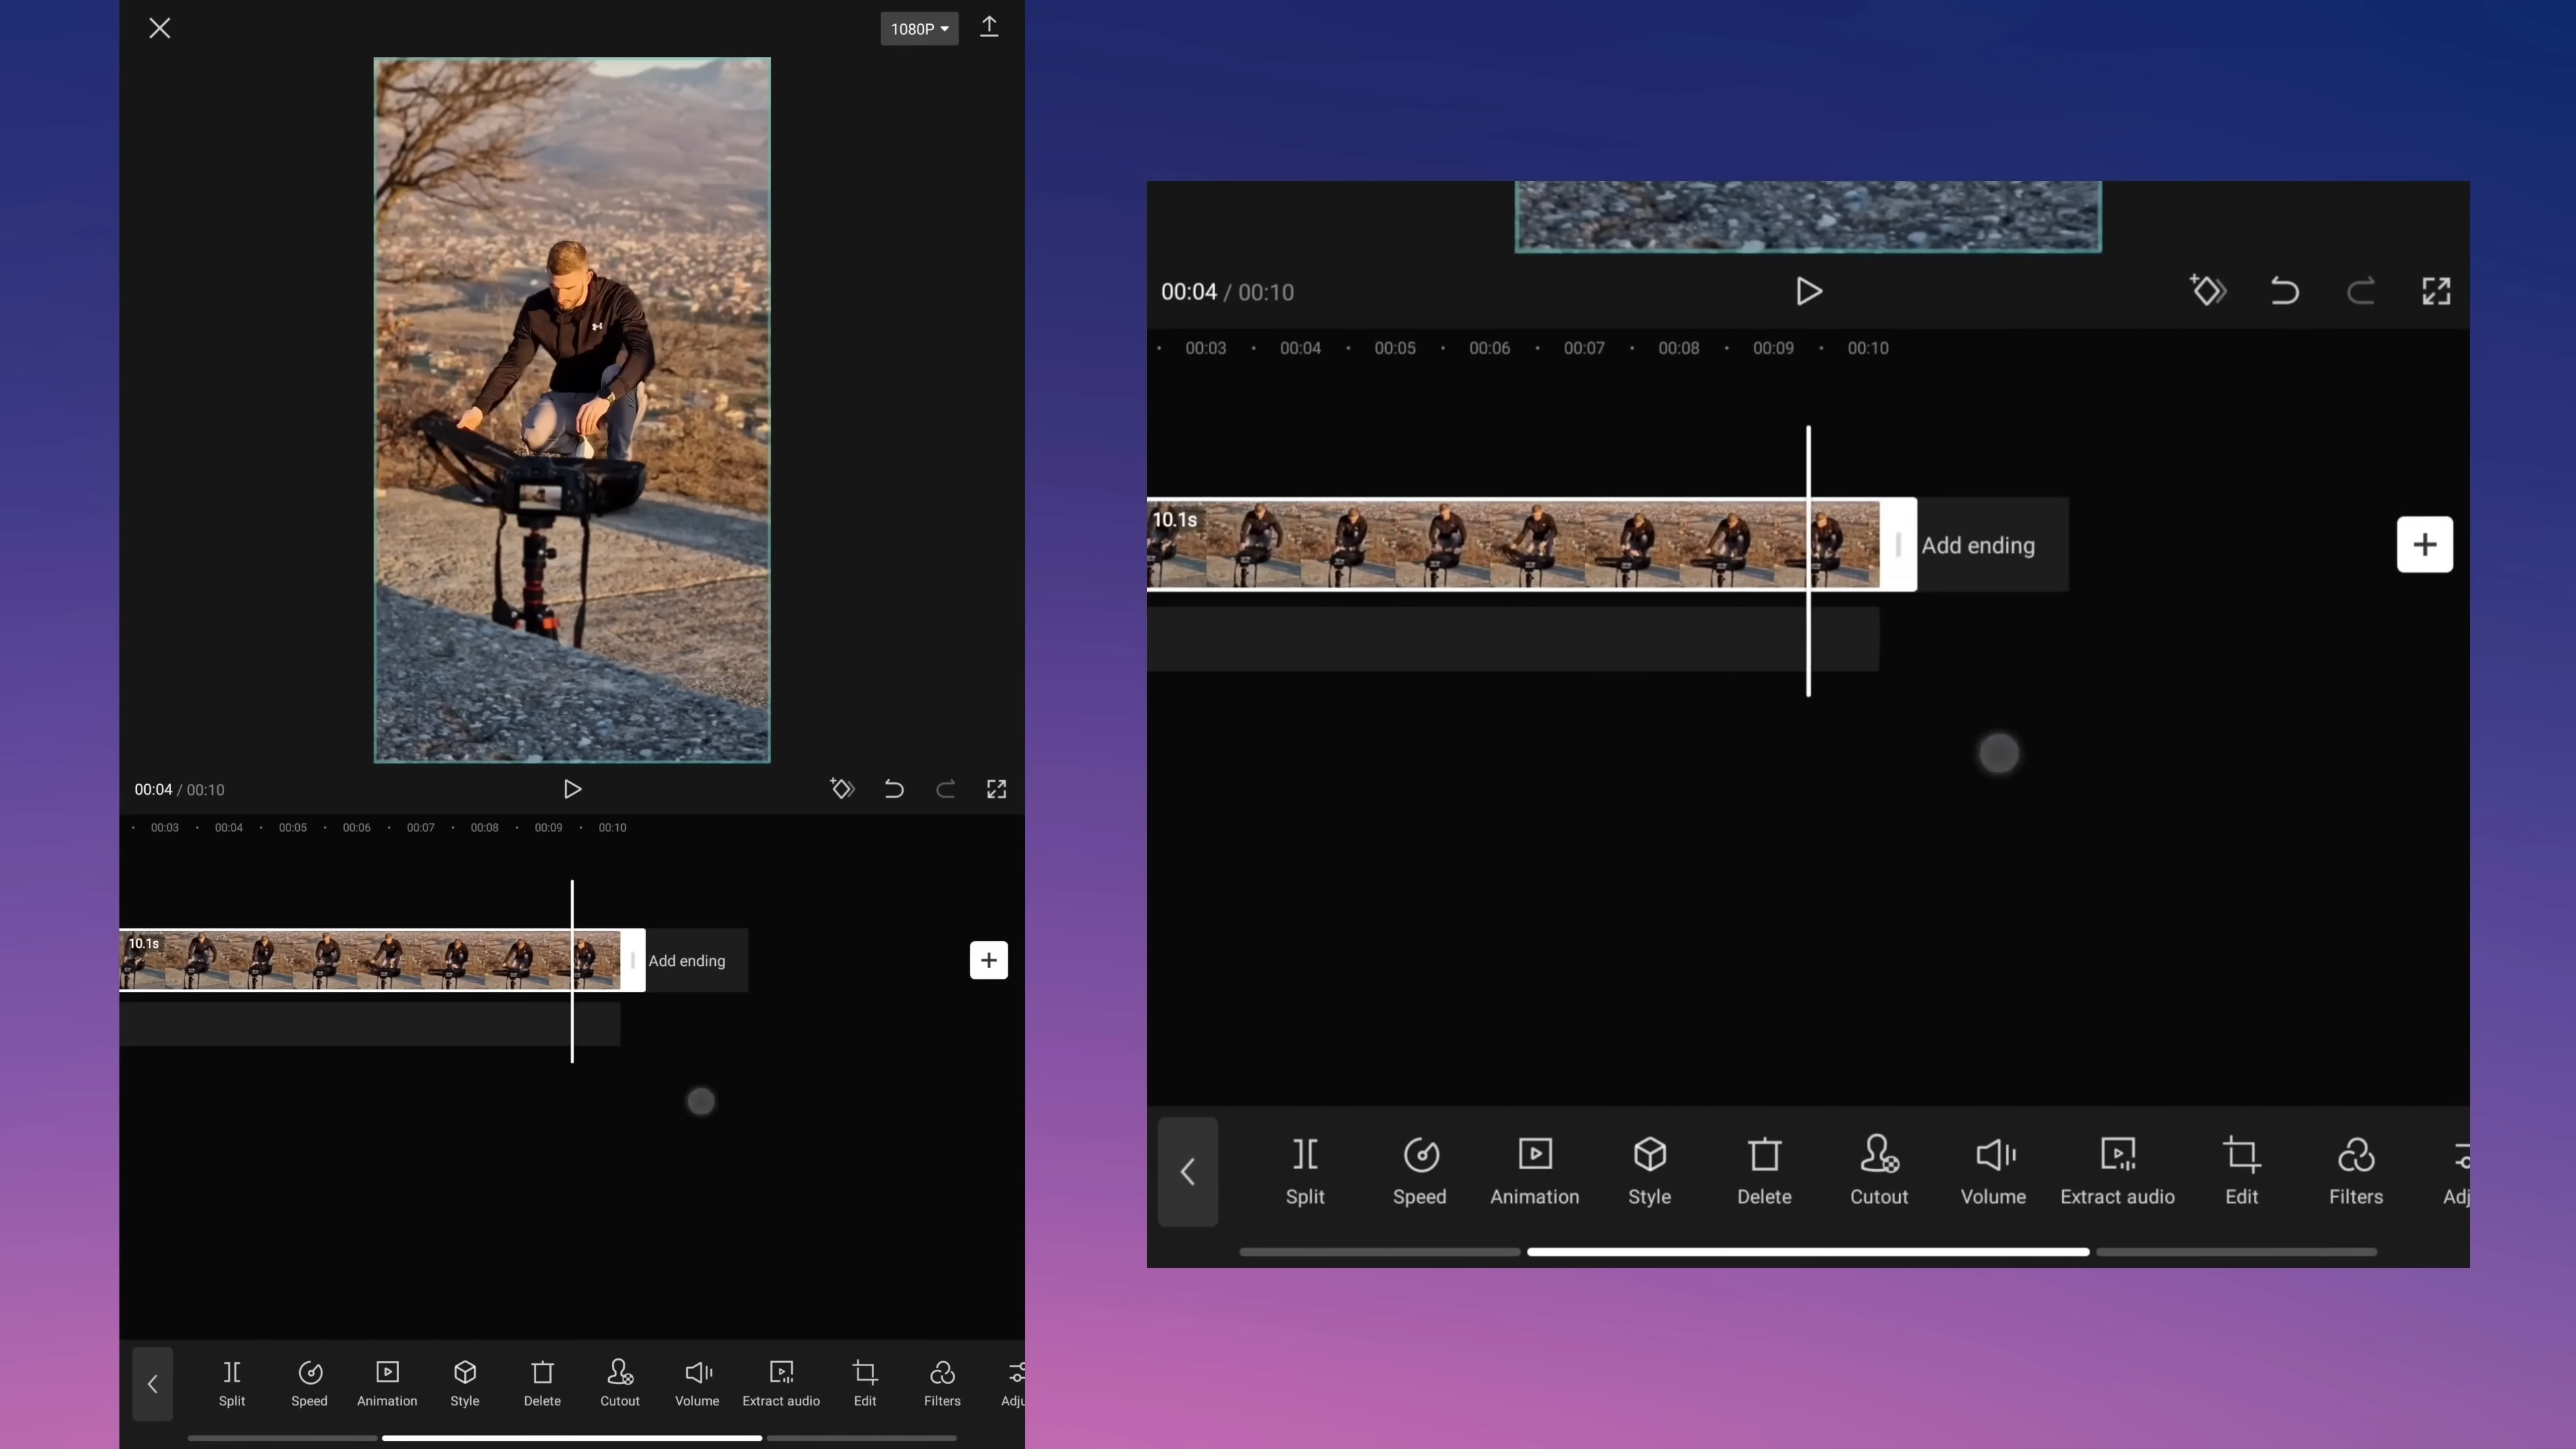 1080P
00:04 / 00:10
00:03 00:04 00:05 00:06 00:07 00:08 00:09 00:10
10.1s
Add ending
Split Speed Animation Style Delete Cutout Volume Extract audio Edit Filters Adju
00:04 / 00:10
00:03 00:04 00:05 00:06 00:07 00:08 00:09 00:10
10.1s
Add ending
Split Speed Animation Style Delete Cutout Volume Extract audio Edit Filters Adj